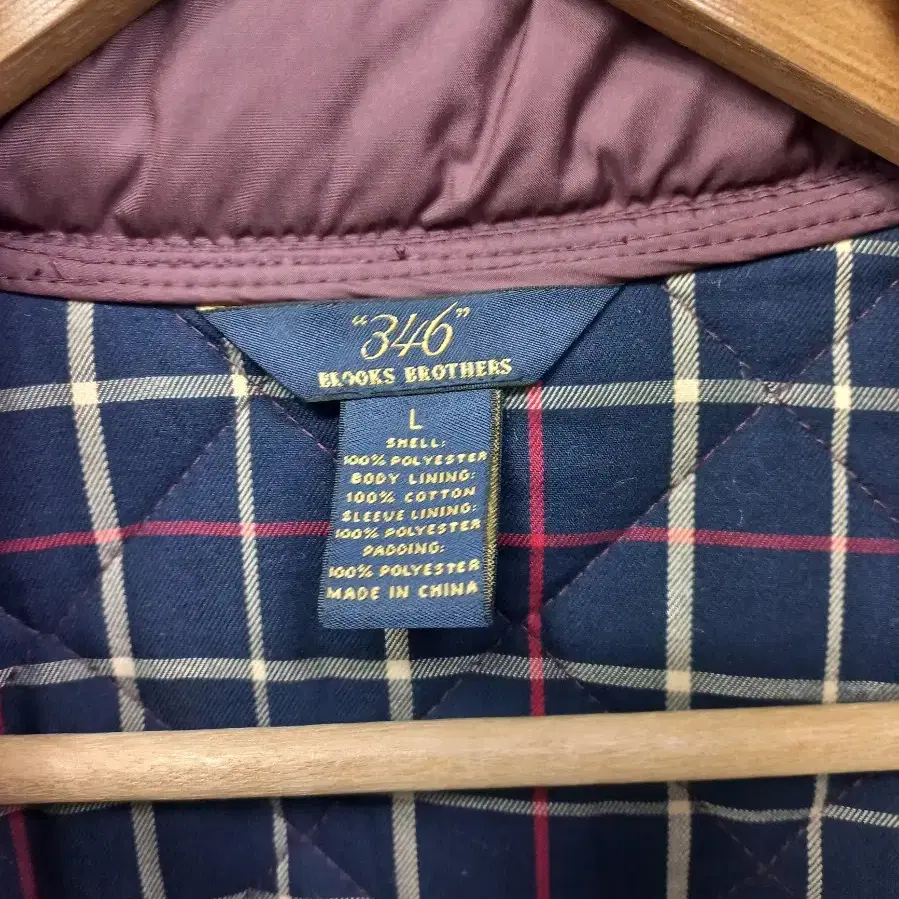 "346"
BROOKS BROTHERS
L
SHELL:
100% POLYESTER
BODY LINING:
100% COTTON
SLEEVE LINING:
100% POLYESTER
PADDING:
100% POLYESTER
MADE IN CHINA